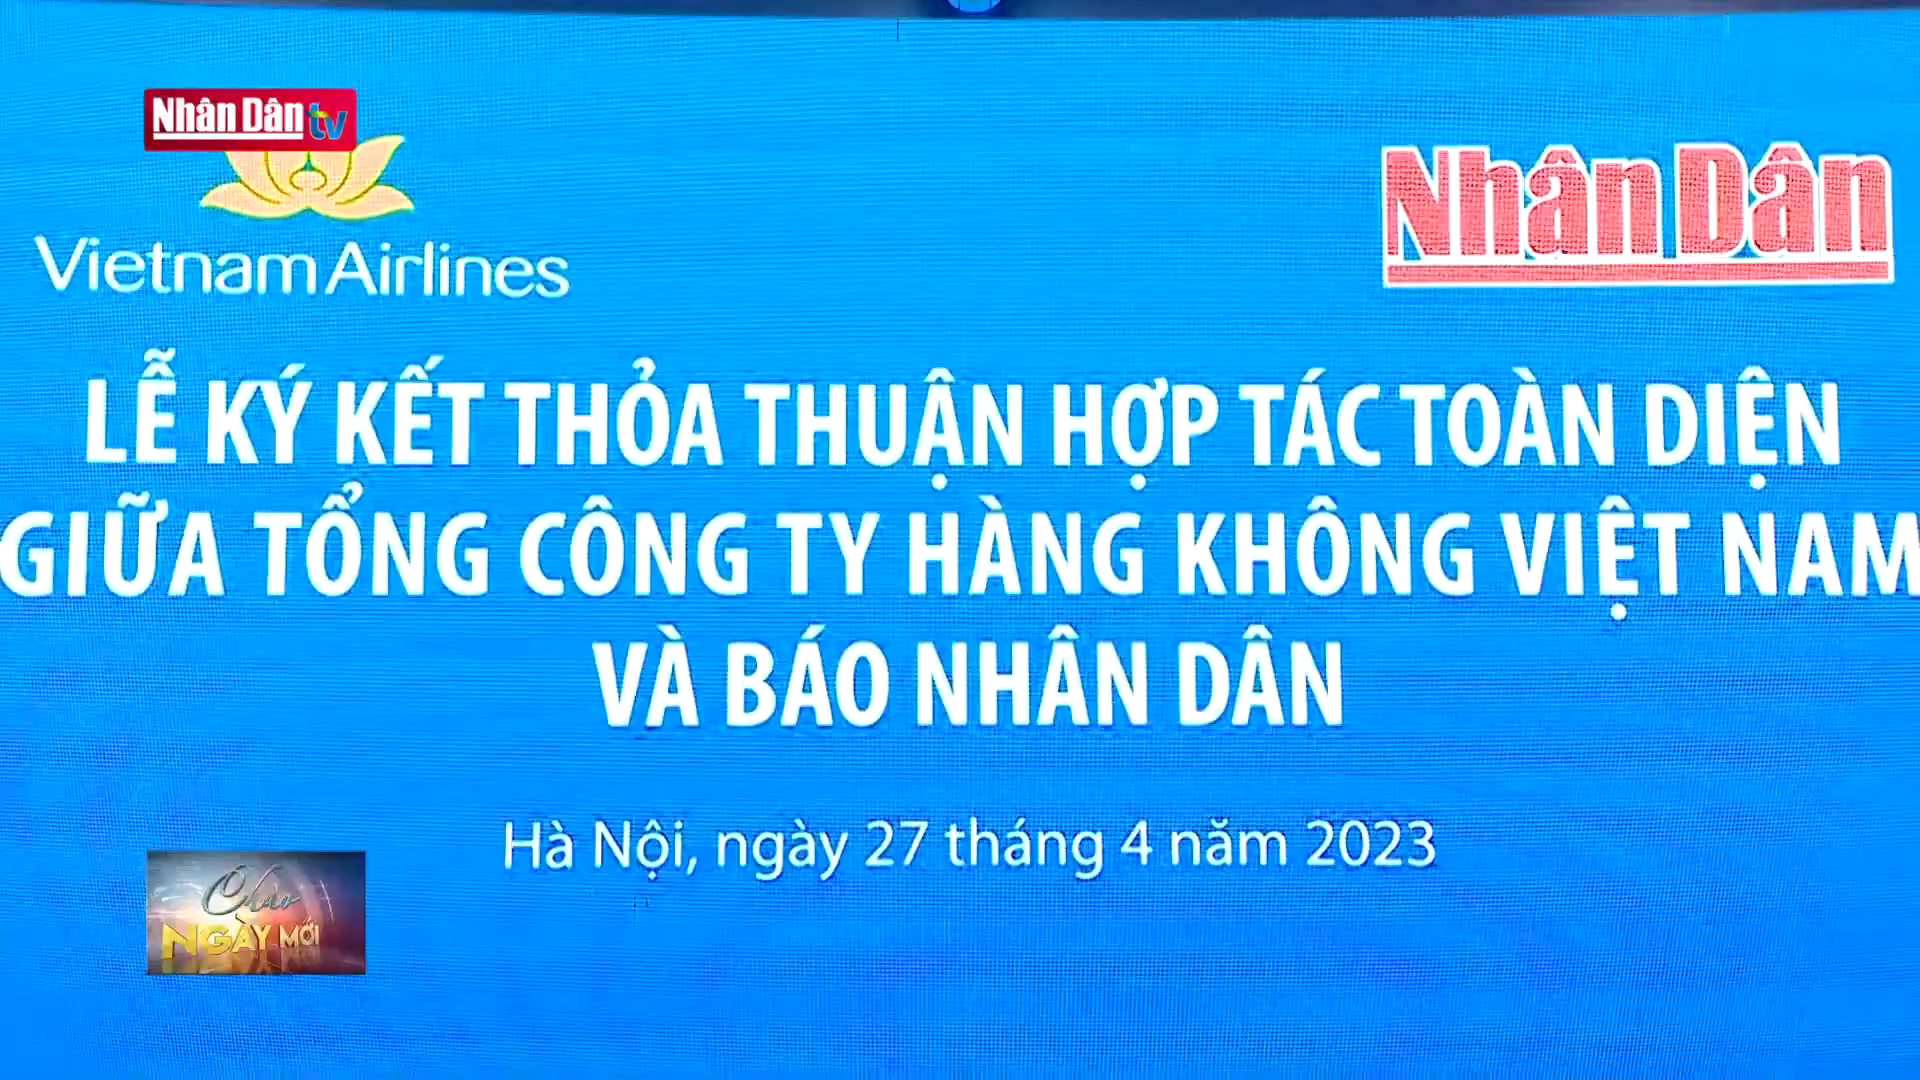 Nhân Dân tv
Vietnam Airlines
Nhân Dân
LỄ KÝ KẾT THỎA THUẬN HỢP TÁC TOÀN DIỆN
GIỮA TỔNG CÔNG TY HÀNG KHÔNG VIỆT NAM
VÀ BÁO NHÂN DÂN
Hà Nội, ngày 27 tháng 4 năm 2023
Chào
NGÀY MỚI